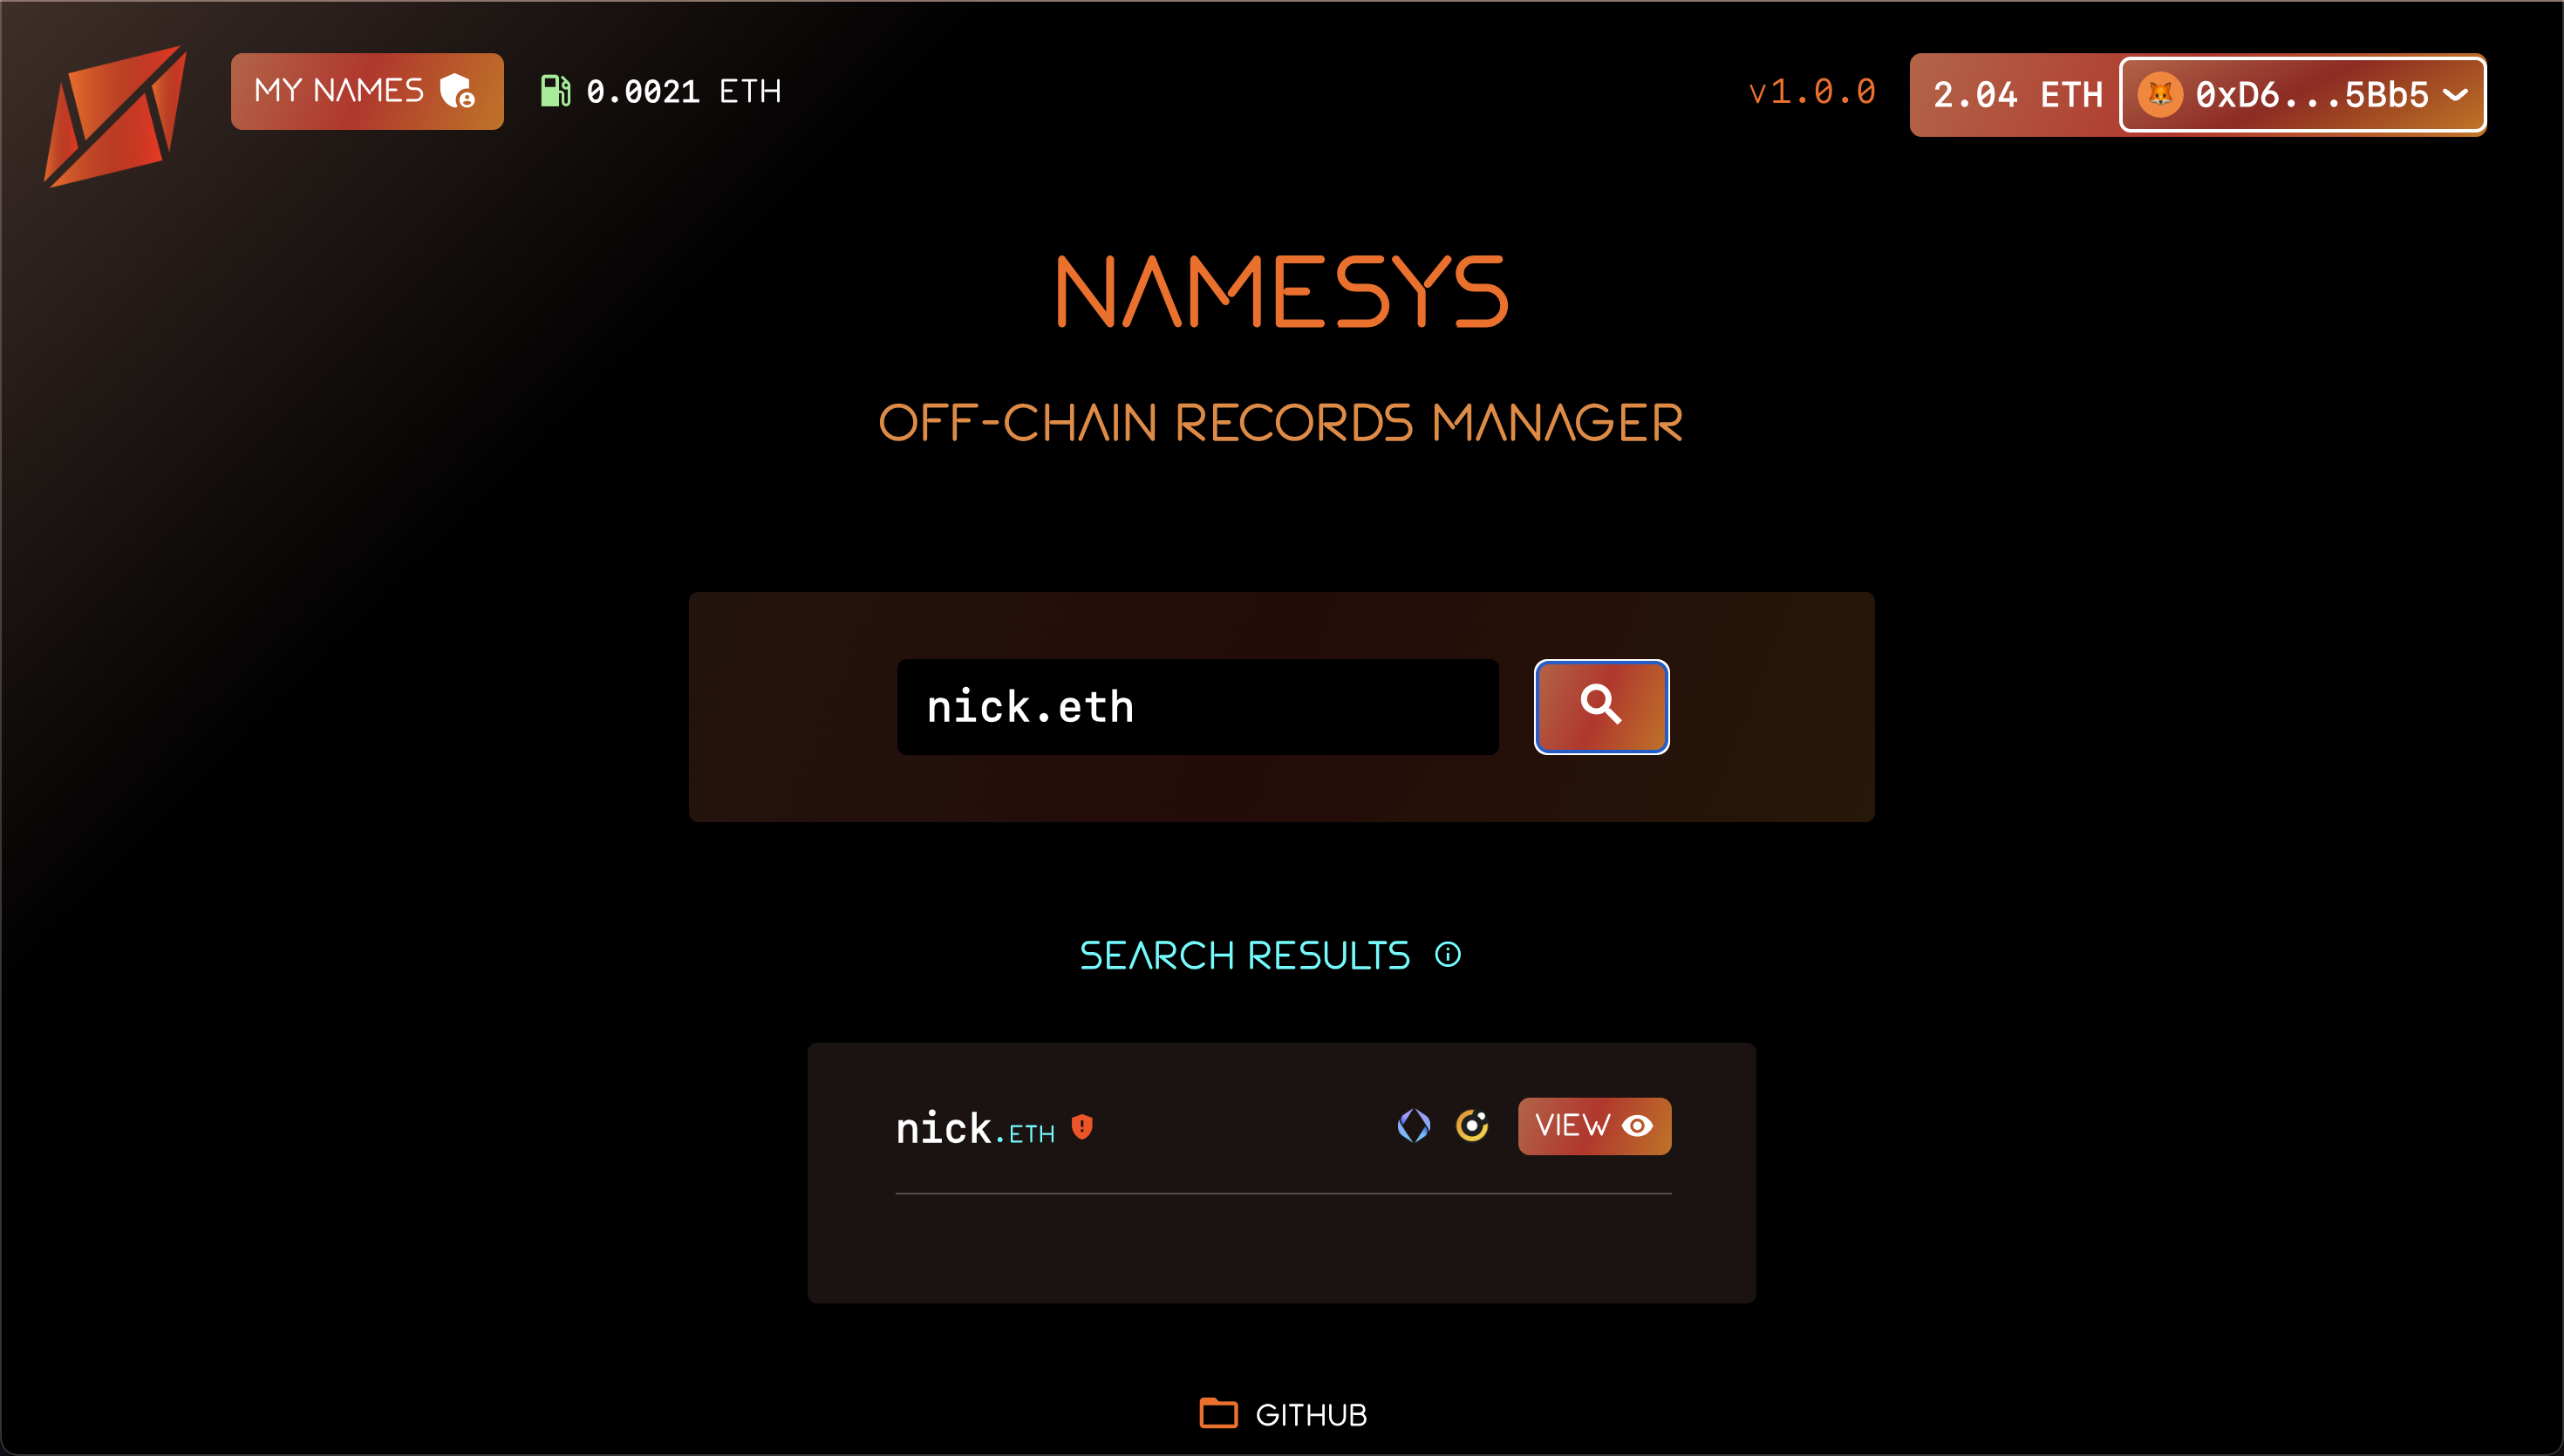 MY NAMES
0.0021 ETH
v1.0.0
2.04 ETH
0xD6...5Bb5
NAMESYS
OFF-CHAIN RECORDS MANAGER
nick.eth
SEARCH RESULTS
nick.ETH
VIEW
GITHUB